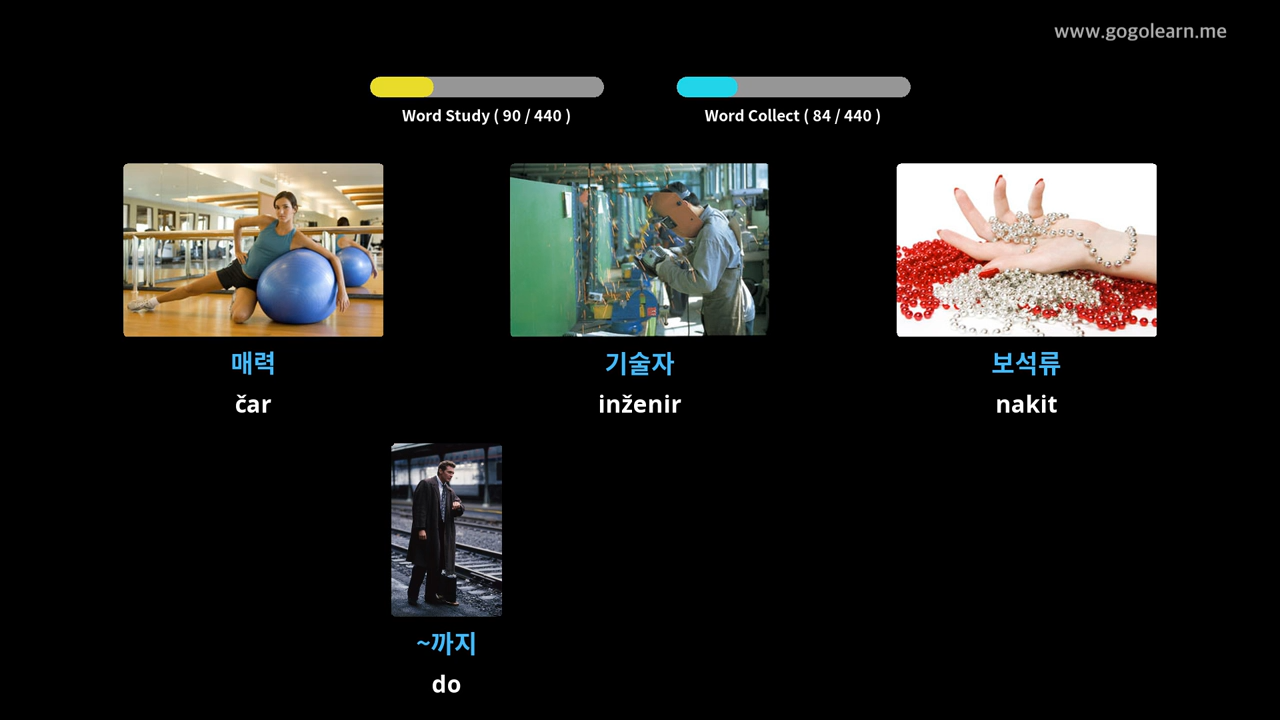 www.gogolearn.me
Word Study ( 90 / 440 )
Word Collect ( 84 / 440 )
매력
čar
기술자
inženir
보석류
nakit
~까지
do